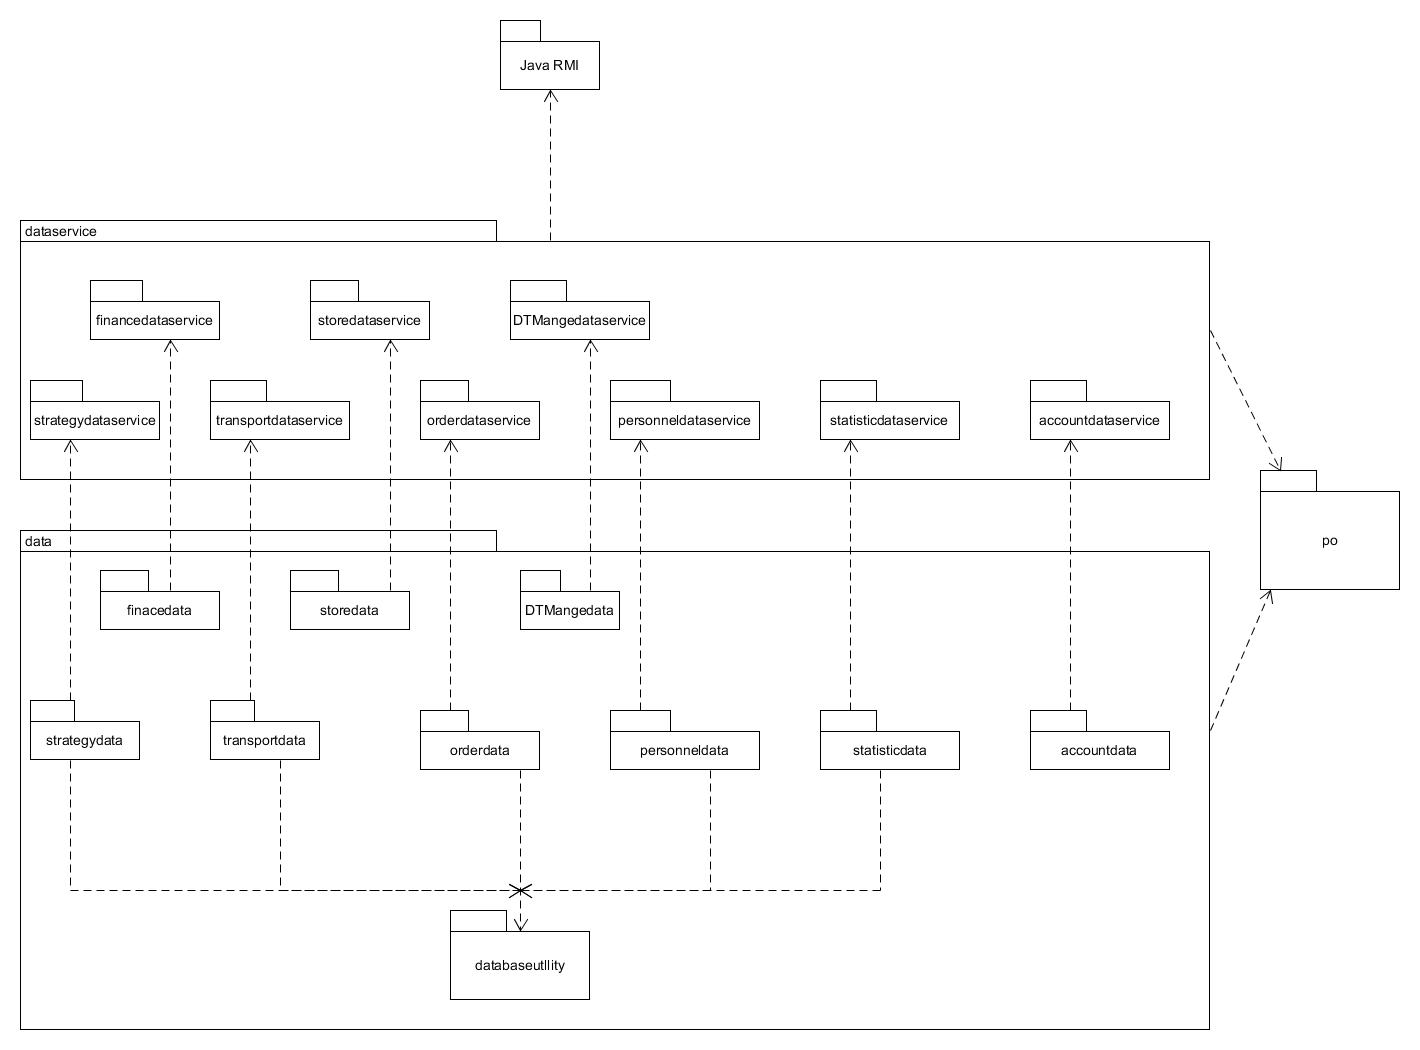 Java RMI
dataservice
financedataservice
storedataservice
DTMangedataservice
strategydataservice
transportdataservice
orderdataservice
personneldataservice
statisticdataservice
accountdataservice
po
data
finacedata
storedata
DTMangedata
strategydata
transportdata
orderdata
personneldata
statisticdata
accountdata
databaseutllity